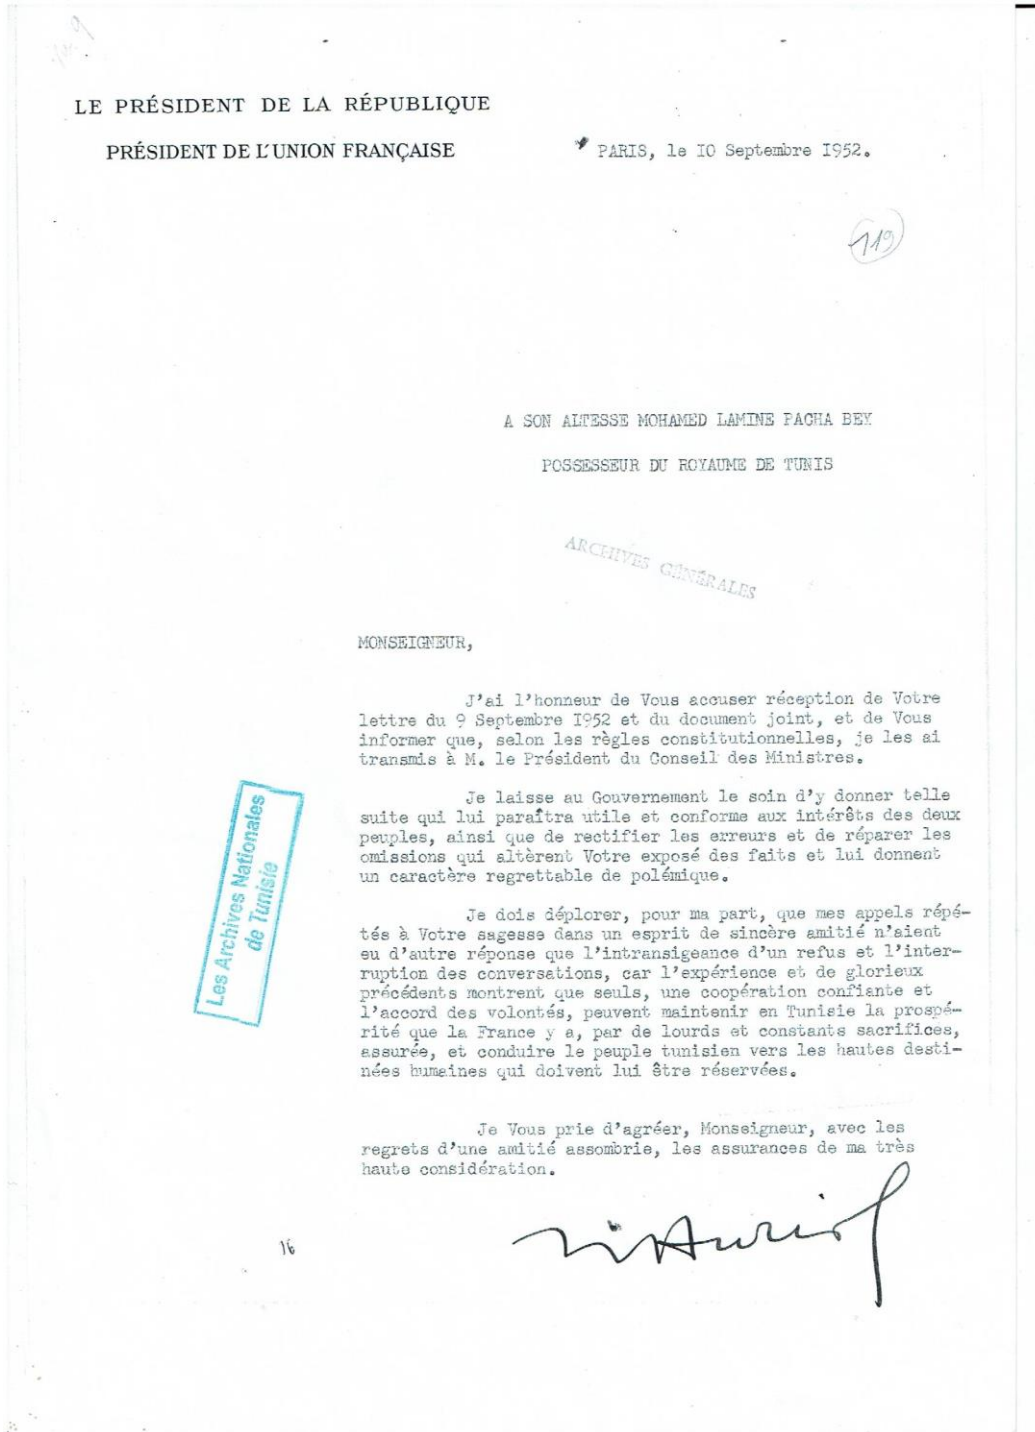 LE PRÉSIDENT DE LA RÉPUBLIQUE
PRÉSIDENT DE L'UNION FRANÇAISE
PARIS, le 10 Septembre 1952.
119
A SON ALTESSE MOHAMED LAMINE PACHA BEY
POSSESSEUR DU ROYAUME DE TUNIS
ARCHIVES GÉNÉRALES
MONSEIGNEUR,
J'ai l'honneur de Vous accuser réception de Votre
lettre du 9 Septembre 1952 et du document joint, et de Vous
informer que, selon les règles constitutionnelles, je les ai
transmis à M. le Président du Conseil des Ministres.
Je laisse au Gouvernement le soin d'y donner telle
suite qui lui paraîtra utile et conforme aux intérêts des deux
peuples, ainsi que de rectifier les erreurs et de réparer les
omissions qui altèrent Votre exposé des faits et lui donnent
un caractère regrettable de polémique.
Je dois déplorer, pour ma part, que mes appels répé-
tés à Votre sagesse dans un esprit de sincère amitié n'aient
eu d'autre réponse que l'intransigeance d'un refus et l'inter-
ruption des conversations, car l'expérience et de glorieux
précédents montrent que seuls, une coopération confiante et
l'accord des volontés, peuvent maintenir en Tunisie la prospé-
rité que la France y a, par de lourds et constants sacrifices,
assurée, et conduire le peuple tunisien vers les hautes desti-
nées humaines qui doivent lui être réservées.
Je Vous prie d'agréer, Monseigneur, avec les
regrets d'une amitié assombrie, les assurances de ma très
haute considération.
Les Archives Nationales
de Tunisie
16
Auriol